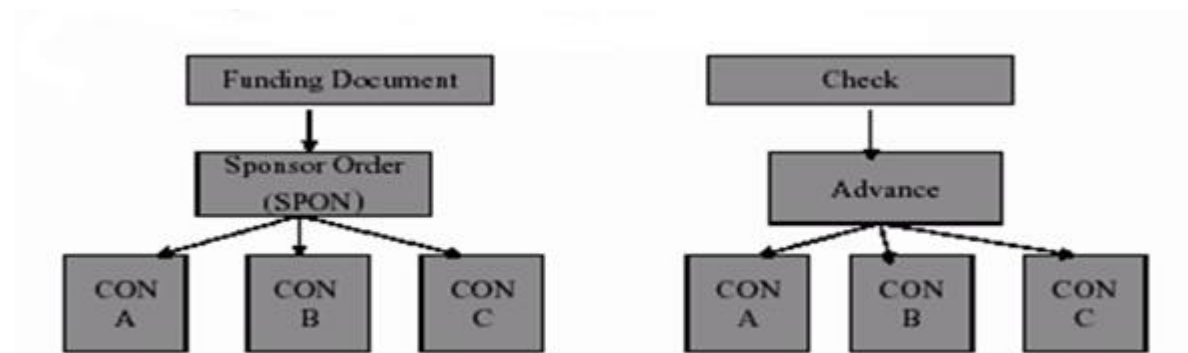 Funding Document
Check
Sponsor Order
(SPON)
Advance
CON
A
CON
B
CON
C
CON
A
CON
B
CON
C